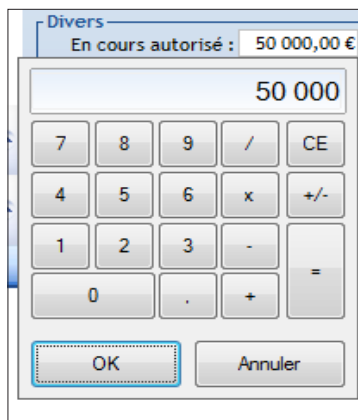 Divers
En cours autorisé : 50 000,00 €
50 000
7 8 9 / CE
4 5 6 x +/-
1 2 3 - =
0 . +
OK Annuler